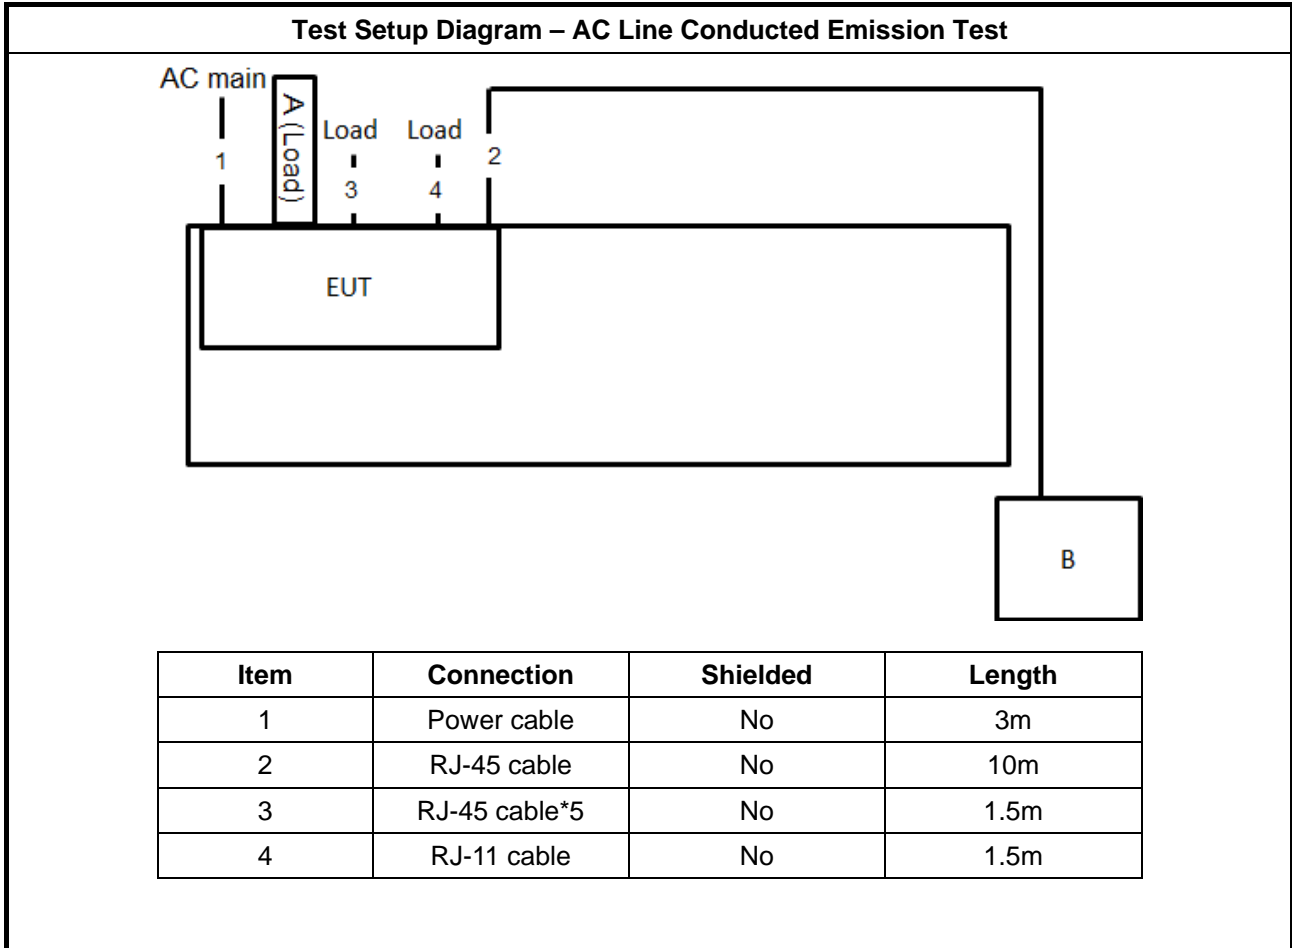 Test Setup Diagram – AC Line Conducted Emission Test
AC main
A (Load)
Load
Load
1
3
4
2
EUT
B
Item Connection Shielded Length
1 Power cable No 3m
2 RJ-45 cable No 10m
3 RJ-45 cable*5 No 1.5m
4 RJ-11 cable No 1.5m